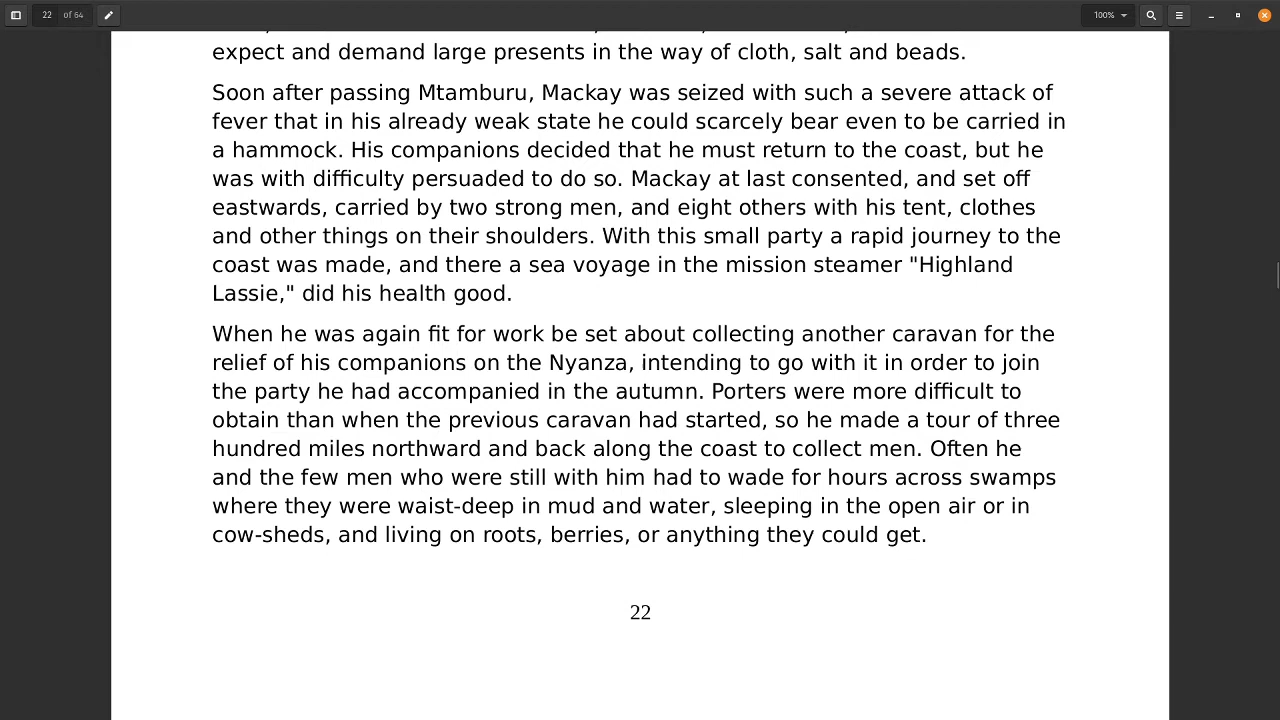 22 of 64
100%
expect and demand large presents in the way of cloth, salt and beads.
Soon after passing Mtamburu, Mackay was seized with such a severe attack of
fever that in his already weak state he could scarcely bear even to be carried in
a hammock. His companions decided that he must return to the coast, but he
was with difficulty persuaded to do so. Mackay at last consented, and set off
eastwards, carried by two strong men, and eight others with his tent, clothes
and other things on their shoulders. With this small party a rapid journey to the
coast was made, and there a sea voyage in the mission steamer "Highland
Lassie," did his health good.
When he was again fit for work be set about collecting another caravan for the
relief of his companions on the Nyanza, intending to go with it in order to join
the party he had accompanied in the autumn. Porters were more difficult to
obtain than when the previous caravan had started, so he made a tour of three
hundred miles northward and back along the coast to collect men. Often he
and the few men who were still with him had to wade for hours across swamps
where they were waist-deep in mud and water, sleeping in the open air or in
cow-sheds, and living on roots, berries, or anything they could get.
22